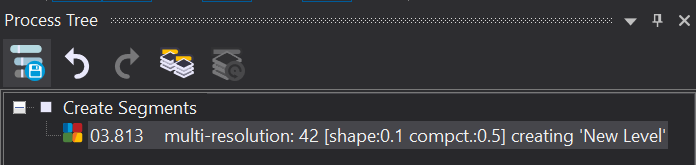 Process Tree
Create Segments
03.813 multi-resolution: 42 [shape:0.1 compct.:0.5] creating 'New Level'